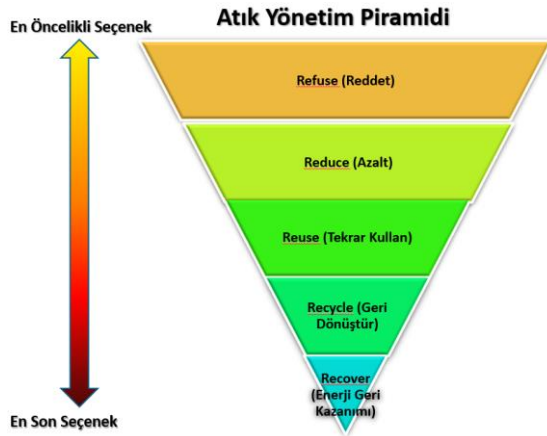 Atık Yönetim Piramidi
En Öncelikli Seçenek
Refuse (Reddet)
Reduce (Azalt)
Reuse (Tekrar Kullan)
Recycle (Geri
Dönüştür)
Recover
(Enerji Geri
Kazanımı)
En Son Seçenek